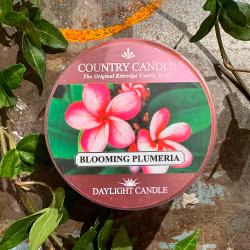 COUNTRY CANDLE
The Original Kittredge Family Recipe
BLOOMING PLUMERIA
DAYLIGHT CANDLE